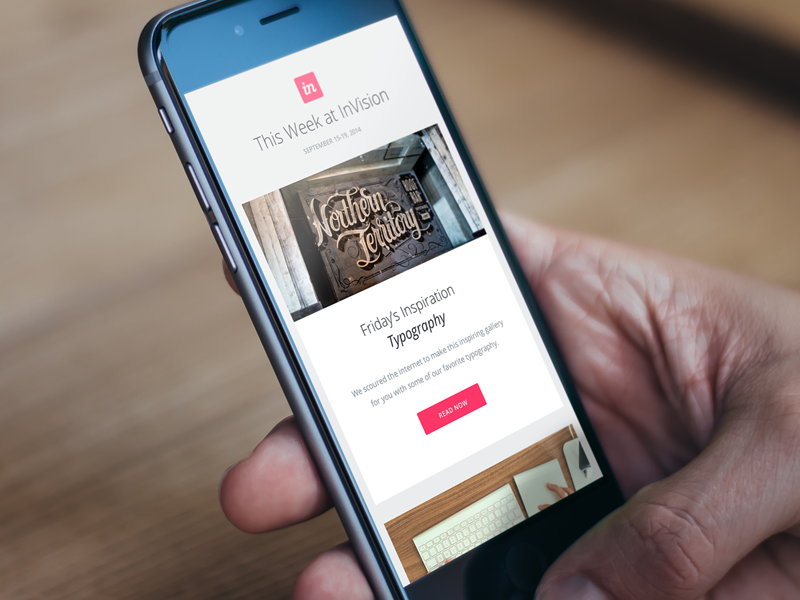 in
This Week at InVision
SEPTEMBER 15-19, 2014
Northern
Territory
Friday's Inspiration
Typography
We scoured the internet to make this inspiring gallery
for you with some of our favorite typography.
READ NOW